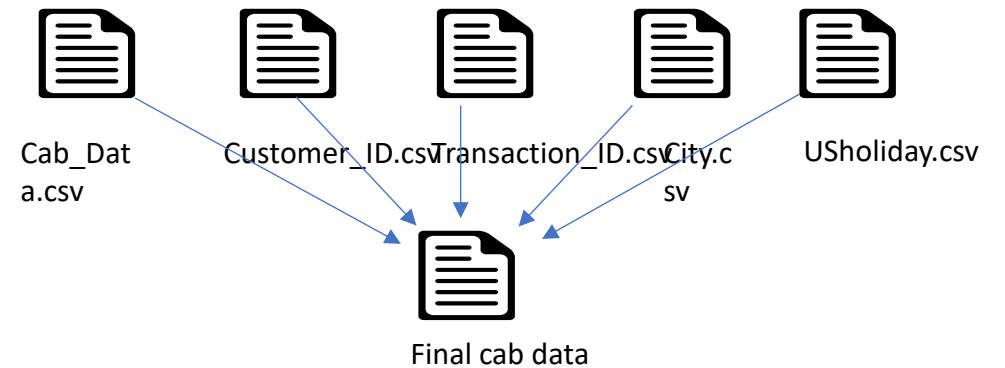 Cab_Dat
a.csv
Customer_ID.csv
Transaction_ID.csv
City.c
sv
USholiday.csv
Final cab data